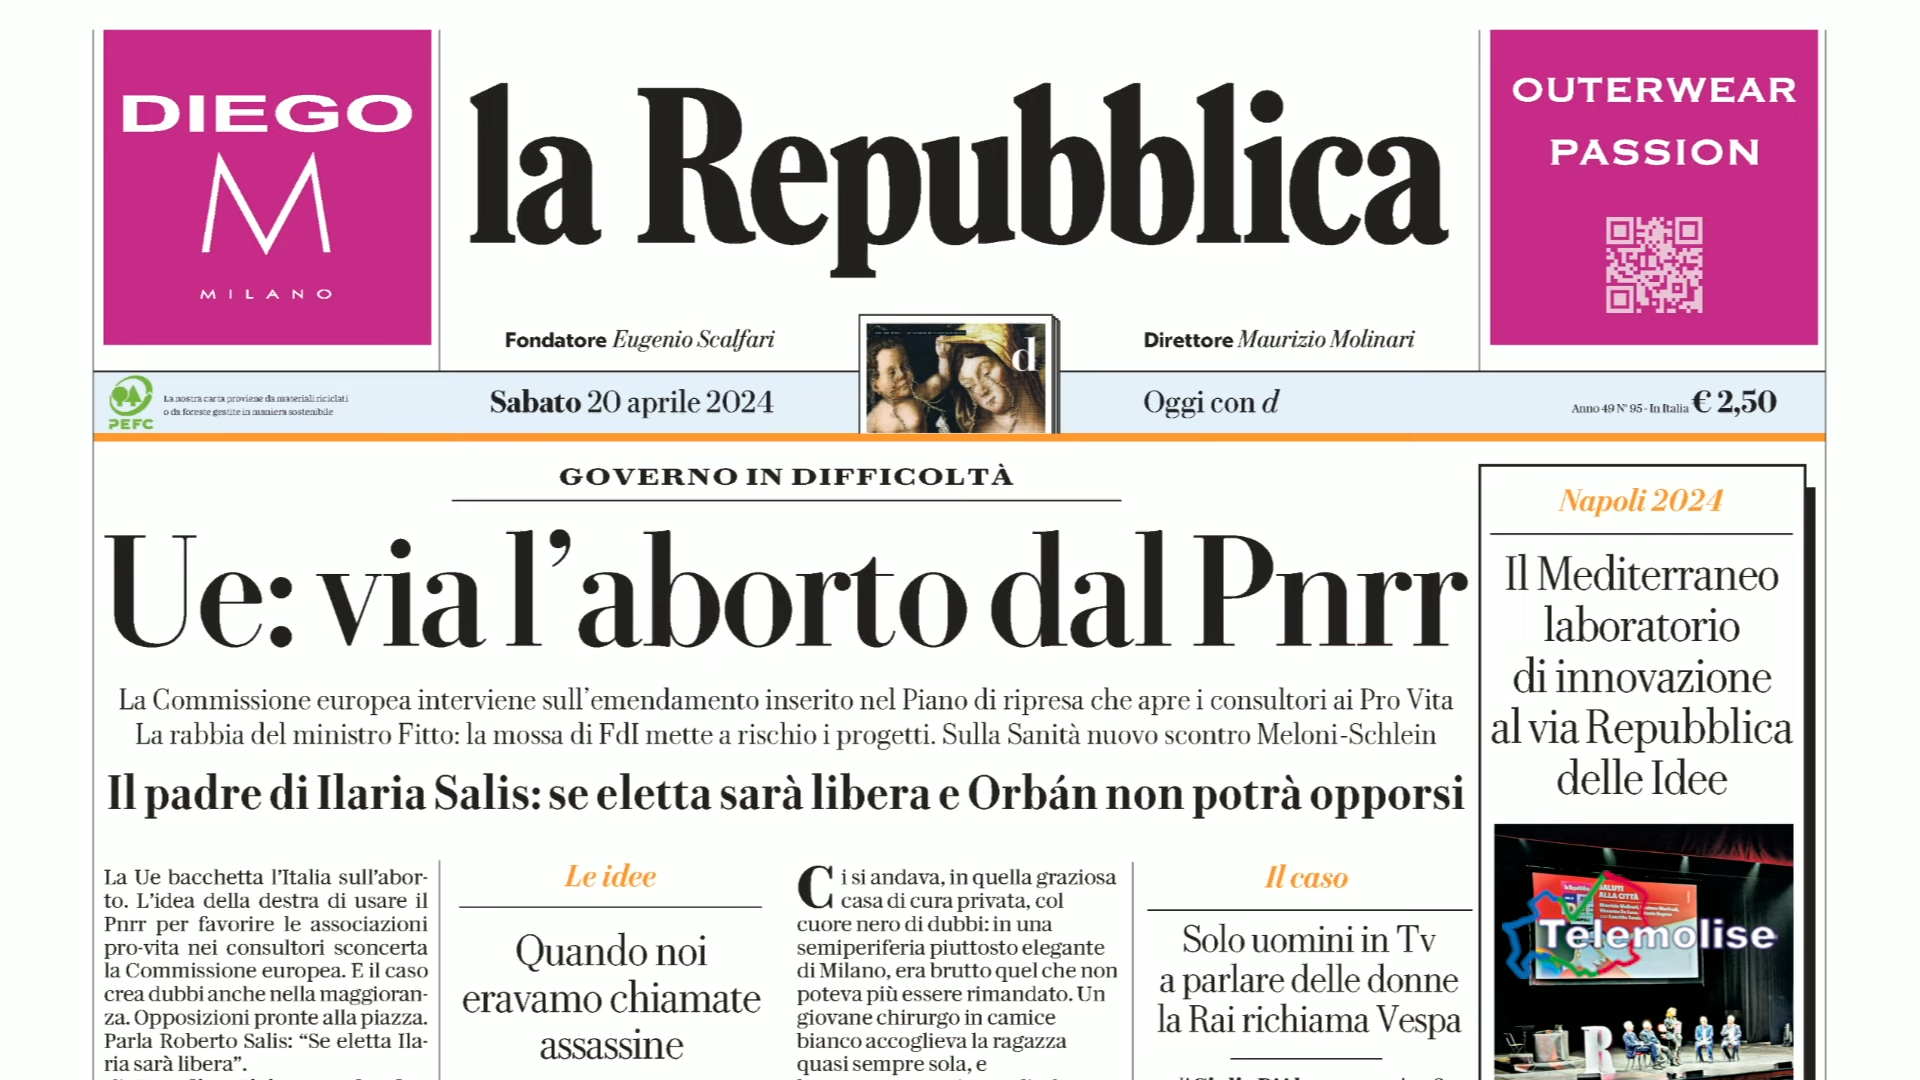 DIEGO
M
MILANO
la Repubblica
OUTERWEAR
PASSION
Fondatore Eugenio Scalfari
d
Direttore Maurizio Molinari
PEFC
La nostra carta proviene da materiali riciclati
o da foreste gestite in maniera sostenibile
Sabato 20 aprile 2024
Oggi con d
Anno 49 N° 95 - In Italia € 2,50
GOVERNO IN DIFFICOLTÀ
Ue: via l’aborto dal Pnrr
La Commissione europea interviene sull’emendamento inserito nel Piano di ripresa che apre i consultori ai Pro Vita
La rabbia del ministro Fitto: la mossa di FdI mette a rischio i progetti. Sulla Sanità nuovo scontro Meloni-Schlein
Il padre di Ilaria Salis: se eletta sarà libera e Orbán non potrà opporsi
La Ue bacchetta l’Italia sull’abor-
to. L’idea della destra di usare il
Pnrr per favorire le associazioni
pro-vita nei consultori sconcerta
la Commissione europea. E il caso
crea dubbi anche nella maggioran-
za. Opposizioni pronte alla piazza.
Parla Roberto Salis: “Se eletta Ila-
ria sarà libera”.
Le idee
Quando noi
eravamo chiamate
assassine
Ci si andava, in quella graziosa
casa di cura privata, col
cuore nero di dubbi: in una
semiperiferia piuttosto elegante
di Milano, era brutto quel che non
poteva più essere rimandato. Un
giovane chirurgo in camice
bianco accoglieva la ragazza
quasi sempre sola, e
Il caso
Solo uomini in Tv
a parlare delle donne
la Rai richiama Vespa
Napoli 2024
Il Mediterraneo
laboratorio
di innovazione
al via Repubblica
delle Idee
SALUTI
ALLA CITTÀ
Telemolise
R